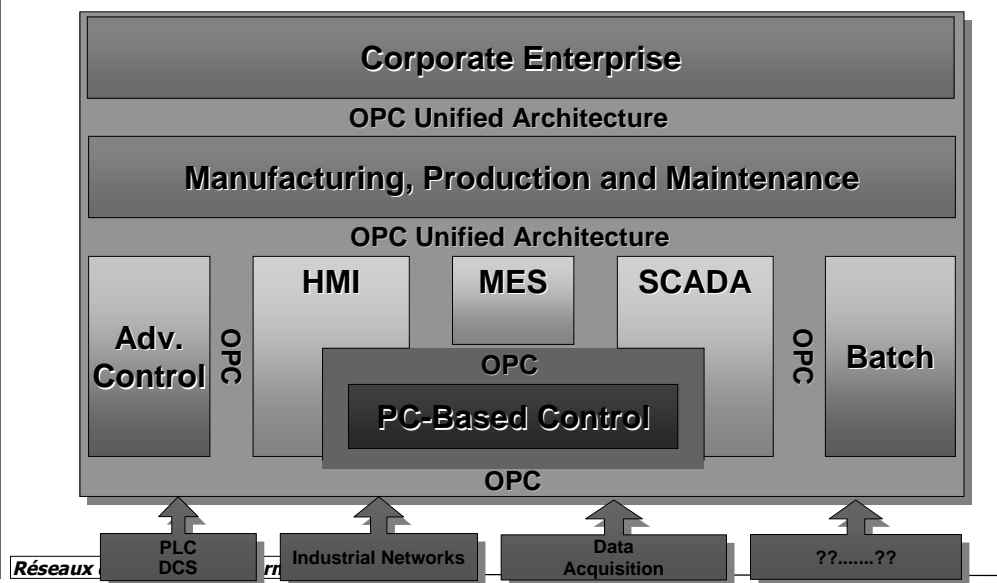 Corporate Enterprise
OPC Unified Architecture
Manufacturing, Production and Maintenance
OPC Unified Architecture
HMI
MES
SCADA
Adv.
Control
OPC
OPC
Batch
OPC
PC-Based Control
OPC
PLC
DCS
Industrial Networks
Data
Acquisition
??.......??
Réseaux